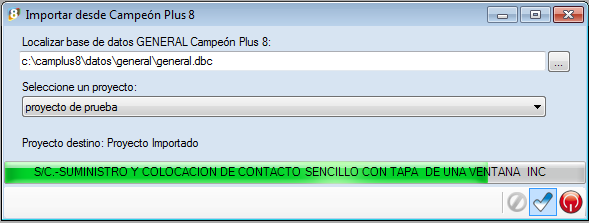 Importar desde Campeón Plus 8
Localizar base de datos GENERAL Campeón Plus 8:
c:\camplus8\datos\general\general.dbc
...
Seleccione un proyecto:
proyecto de prueba
Proyecto destino: Proyecto Importado
S/C.-SUMINISTRO Y COLOCACION DE CONTACTO SENCILLO CON TAPA DE UNA VENTANA INC